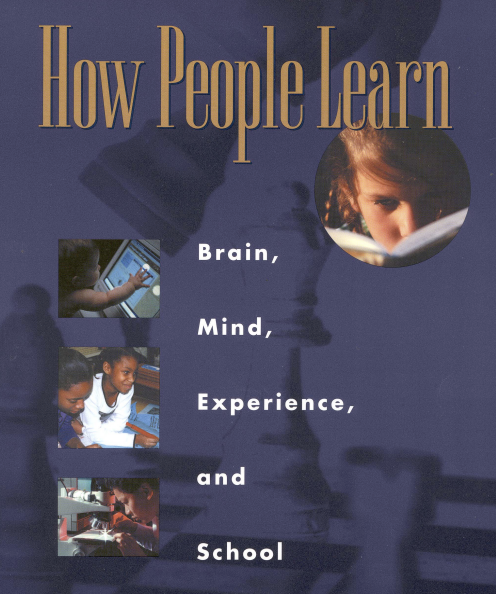 How People Learn
Brain,
Mind,
Experience,
and
School